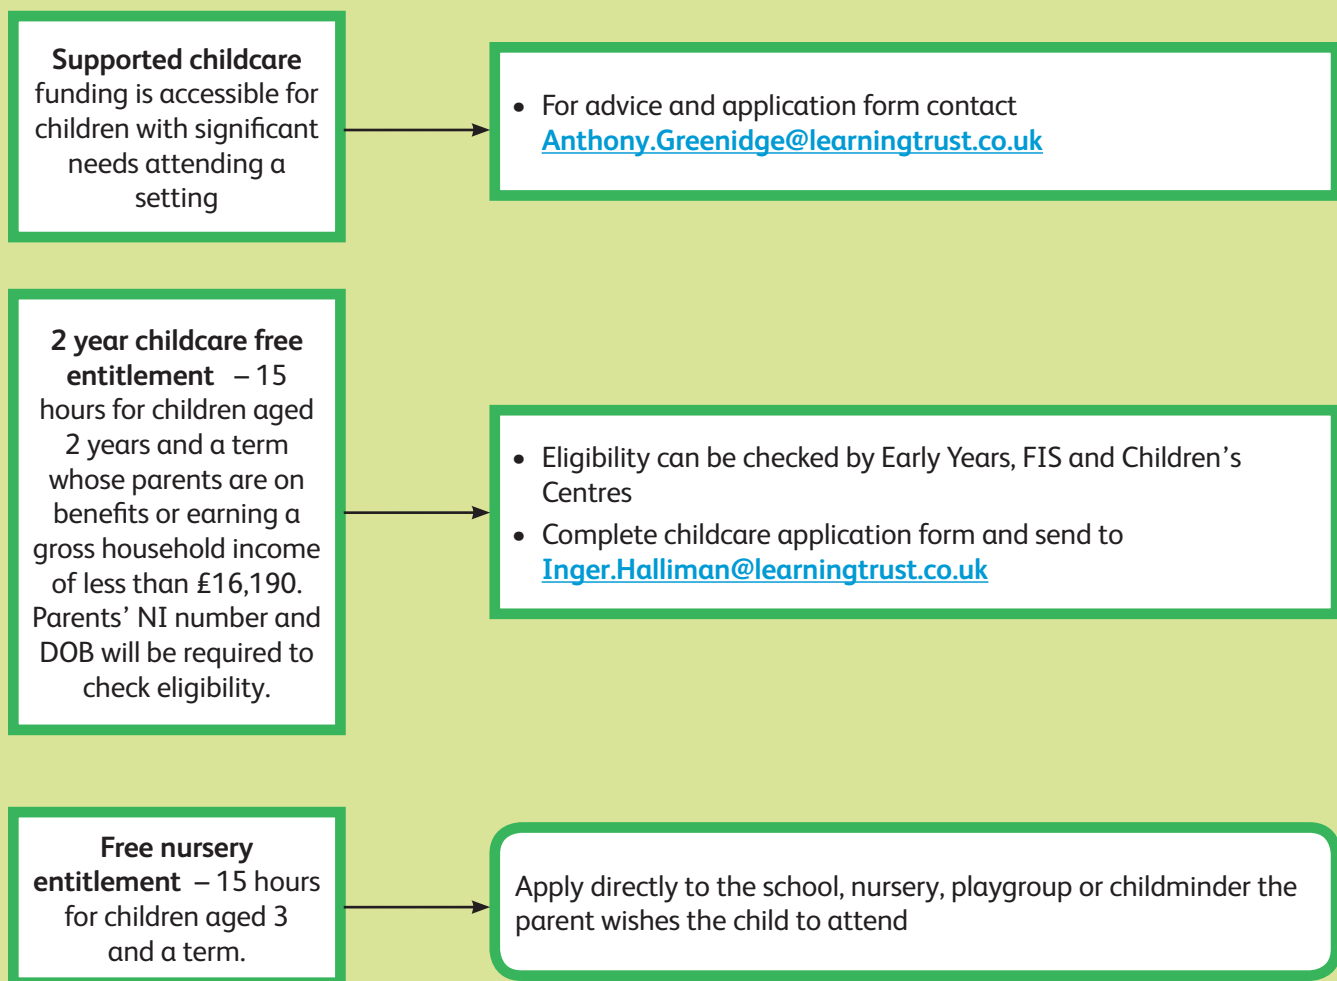 Supported childcare
funding is accessible for
children with significant
needs attending a
setting
• For advice and application form contact
Anthony.Greenidge@learningtrust.co.uk
2 year childcare free
entitlement – 15
hours for children aged
2 years and a term
whose parents are on
benefits or earning a
gross household income
of less than £16,190.
Parents’ NI number and
DOB will be required to
check eligibility.
• Eligibility can be checked by Early Years, FIS and Children’s
Centres
• Complete childcare application form and send to
Inger.Halliman@learningtrust.co.uk
Free nursery
entitlement – 15 hours
for children aged 3
and a term.
Apply directly to the school, nursery, playgroup or childminder the
parent wishes the child to attend